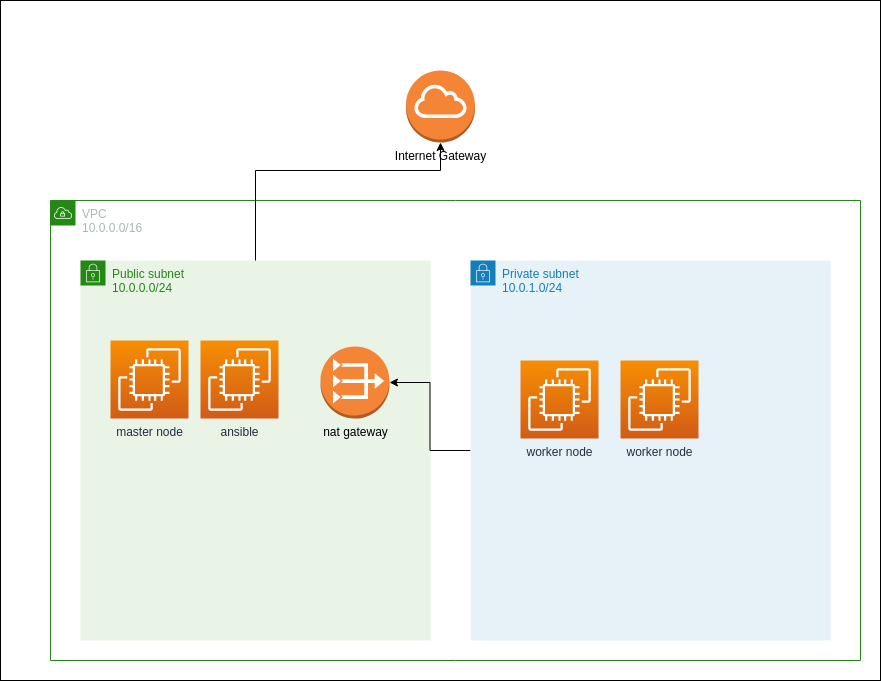 Internet Gateway
VPC
10.0.0.0/16
Public subnet
10.0.0.0/24
Private subnet
10.0.1.0/24
master node
ansible
nat gateway
worker node
worker node